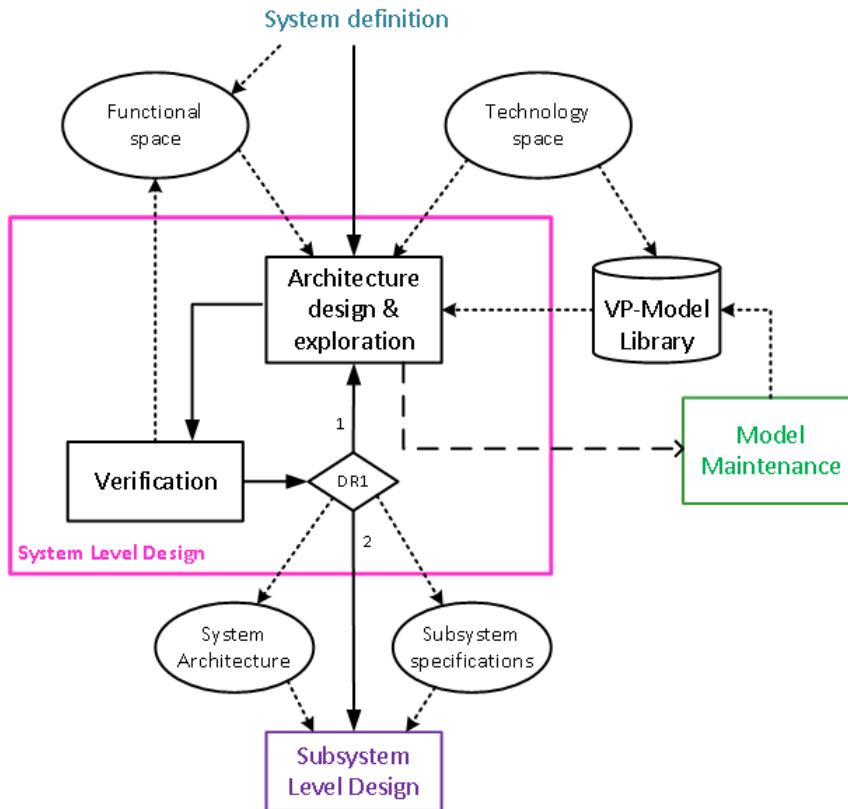 System definition
Functional
space
Technology
space
Architecture
design &
exploration
VP-Model
Library
1
Model
Maintenance
Verification
DR1
2
System Level Design
System
Architecture
Subsystem
specifications
Subsystem
Level Design